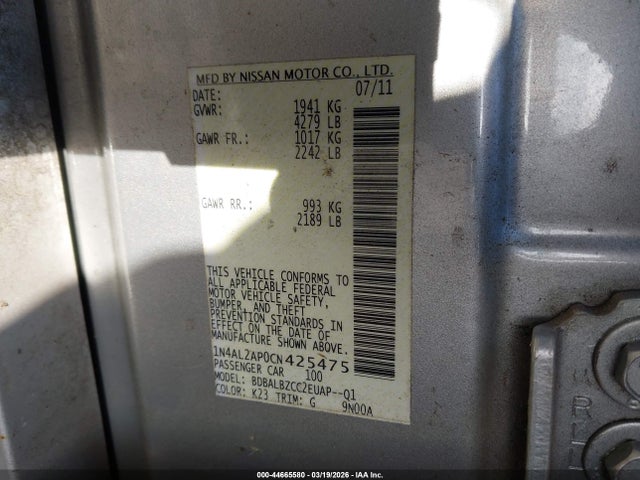 MFD BY NISSAN MOTOR CO., LTD.
DATE: 07/11
GVWR: 1941 KG
4279 LB
GAWR FR.: 1017 KG
2242 LB
GAWR RR.: 993 KG
2189 LB
THIS VEHICLE CONFORMS TO
ALL APPLICABLE FEDERAL
MOTOR VEHICLE SAFETY,
BUMPER, AND THEFT
PREVENTION STANDARDS IN
EFFECT ON THE DATE OF
MANUFACTURE SHOWN ABOVE.
1N4AL2AP0CN425475
PASSENGER CAR 100
MODEL: BDBALBZCC2EUAP--Q1
COLOR: K23 TRIM: G 9N00A
000-44665580 - 03/19/2026 - IAA Inc.